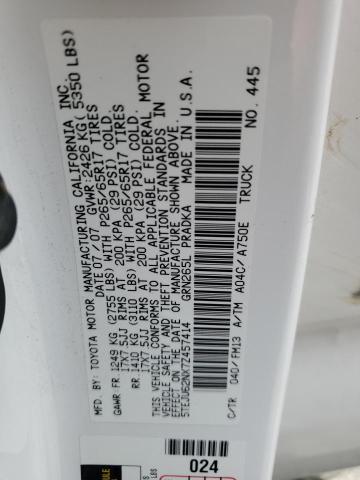 MFD. BY: TOYOTA MOTOR MANUFACTURING CALIFORNIA INC.
DATE 07/07 GVWR 2426 KG( 5350 LBS)
GAWR FR. 1249 KG (2755 LBS) WITH P265/65R17 TIRES
17X7.5JJ RIMS AT 200 KPA (29 PSI) COLD.
RR. 1410 KG (3110 LBS) WITH P265/65R17 TIRES
17X7.5JJ RIMS AT 200 KPA (29 PSI) COLD.
THIS VEHICLE CONFORMS TO ALL APPLICABLE FEDERAL MOTOR
VEHICLE SAFETY AND THEFT PREVENTION STANDARDS IN
EFFECT ON THE DATE OF MANUFACTURE SHOWN ABOVE.
5TEJU62NX7Z457414 GRN265L PRADKA MADE IN U.S.A.
C/TR 040/FM13 A/TM A04C/A750E TRUCK
NO. 445
024
LBS